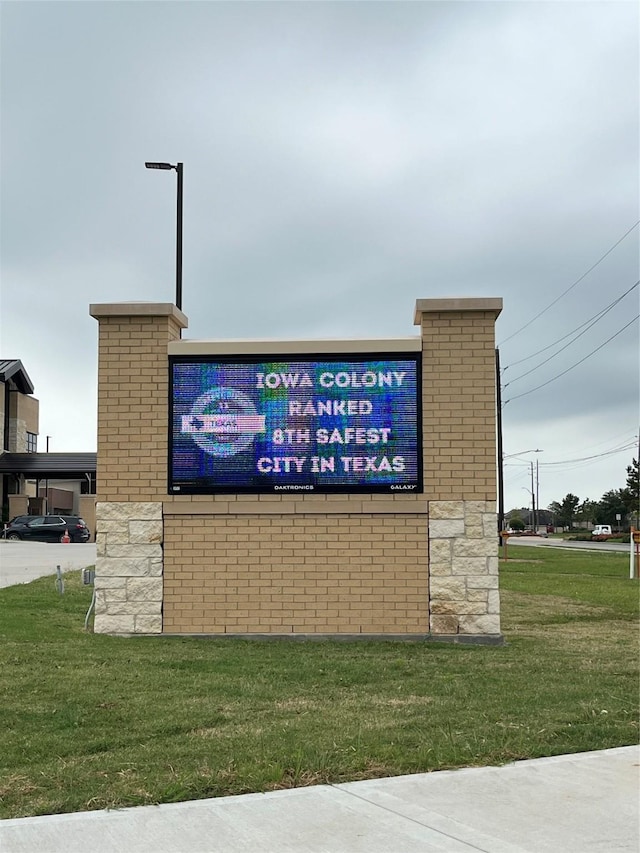 IOWA COLONY
RANKED
8TH SAFEST
CITY IN TEXAS
TEXAS
DAKTRONICS
GALAXY